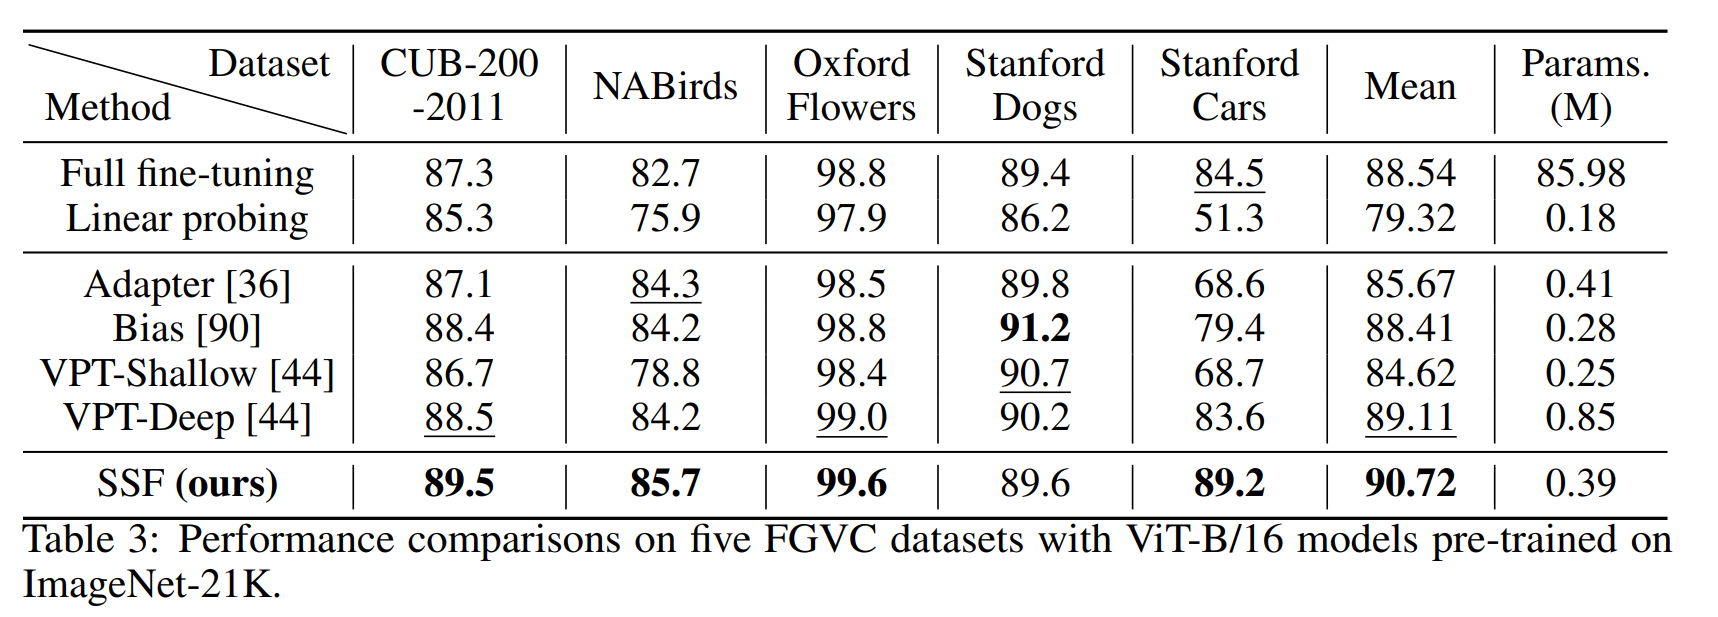 Dataset CUB-200 NABirds Oxford Stanford Stanford Mean Params.
Method -2011 Flowers Dogs Cars (M)
Full fine-tuning 87.3 82.7 98.8 89.4 84.5 88.54 85.98
Linear probing 85.3 75.9 97.9 86.2 51.3 79.32 0.18
Adapter [36] 87.1 84.3 98.5 89.8 68.6 85.67 0.41
Bias [90] 88.4 84.2 98.8 91.2 79.4 88.41 0.28
VPT-Shallow [44] 86.7 78.8 98.4 90.7 68.7 84.62 0.25
VPT-Deep [44] 88.5 84.2 99.0 90.2 83.6 89.11 0.85
SSF (ours) 89.5 85.7 99.6 89.6 89.2 90.72 0.39
Table 3: Performance comparisons on five FGVC datasets with ViT-B/16 models pre-trained on
ImageNet-21K.